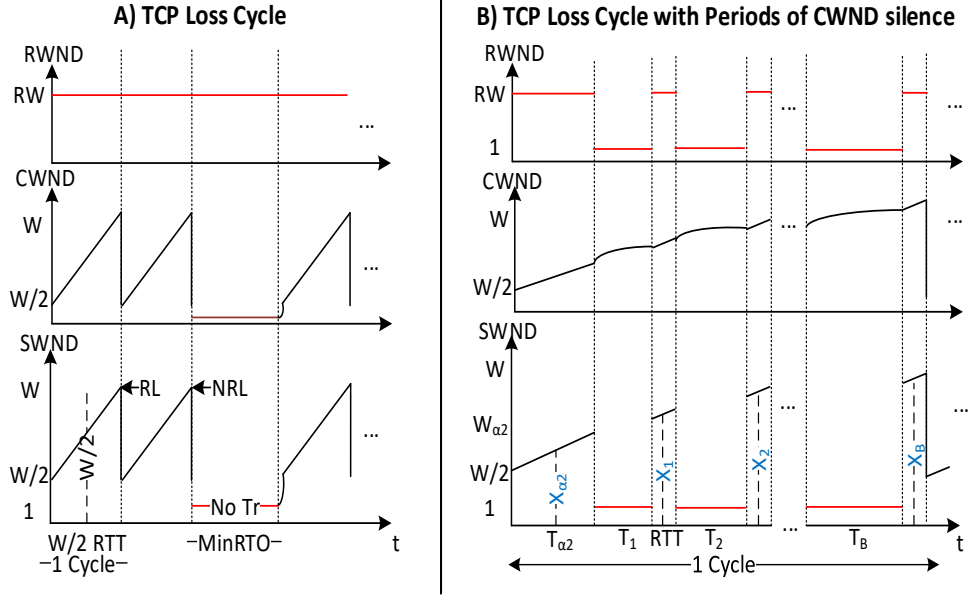 A) TCP Loss Cycle
RWND
RW
...
CWND
W
W/2
...
SWND
W
RL
NRL
W/2
W/2
...
1
No Tr
W/2 RTT
MinRTO
t
1 Cycle
B) TCP Loss Cycle with Periods of CWND silence
RWND
RW
...
...
1
CWND
W
...
...
W/2
SWND
W
Wα2
...
...
W/2
Xα2
X1
X2
XB
1
...
Tα2
T1
RTT
T2
TB
t
1 Cycle